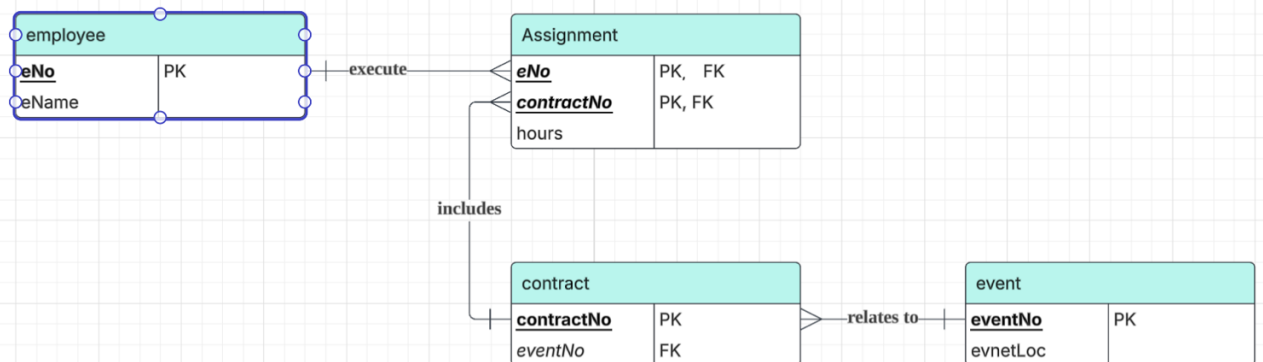 employee
eNo PK
eName
execute
Assignment
eNo PK, FK
contractNo PK, FK
hours
includes
contract
contractNo PK
eventNo FK
relates to
event
eventNo PK
evnetLoc